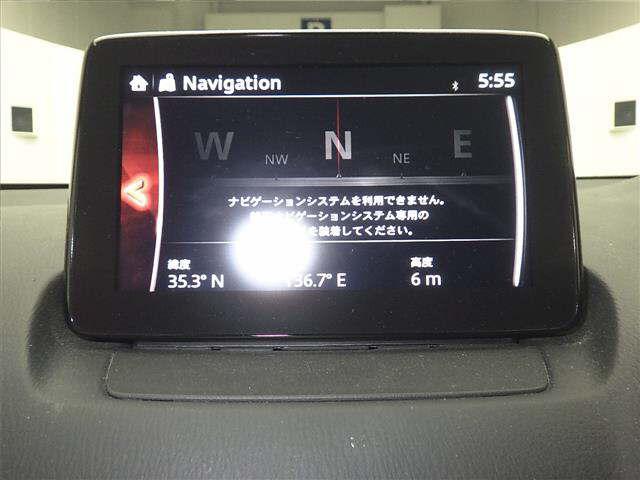 Navigation 5:55
W NW N NE E
ナビゲーションシステムを利用できません。
ナビゲーションシステム専用の
を装着してください。
緯度 高度
35.3° N 136.7° E 6 m